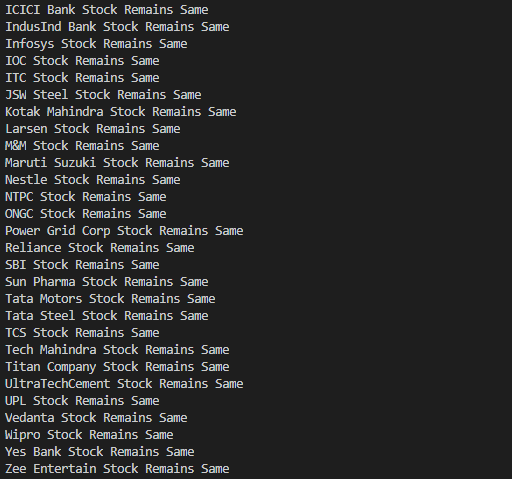 ICICI Bank Stock Remains Same
IndusInd Bank Stock Remains Same
Infosys Stock Remains Same
IOC Stock Remains Same
ITC Stock Remains Same
JSW Steel Stock Remains Same
Kotak Mahindra Stock Remains Same
Larsen Stock Remains Same
M&M Stock Remains Same
Maruti Suzuki Stock Remains Same
Nestle Stock Remains Same
NTPC Stock Remains Same
ONGC Stock Remains Same
Power Grid Corp Stock Remains Same
Reliance Stock Remains Same
SBI Stock Remains Same
Sun Pharma Stock Remains Same
Tata Motors Stock Remains Same
Tata Steel Stock Remains Same
TCS Stock Remains Same
Tech Mahindra Stock Remains Same
Titan Company Stock Remains Same
UltraTechCement Stock Remains Same
UPL Stock Remains Same
Vedanta Stock Remains Same
Wipro Stock Remains Same
Yes Bank Stock Remains Same
Zee Entertain Stock Remains Same